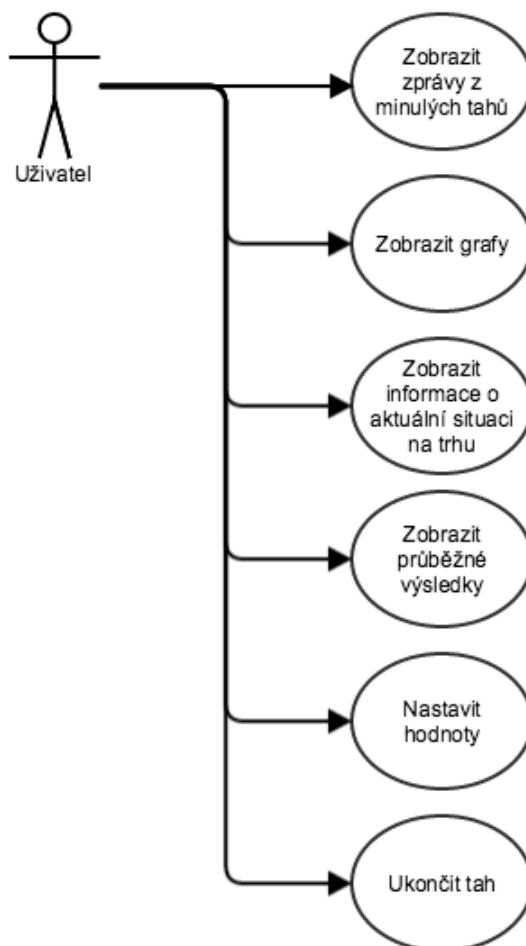 Zobrazit
zprávy z
minulých tahů
Uživatel
Zobrazit grafy
Zobrazit
informace o
aktuální situaci
na trhu
Zobrazit
průběžné
výsledky
Nastavit
hodnoty
Ukončit tah